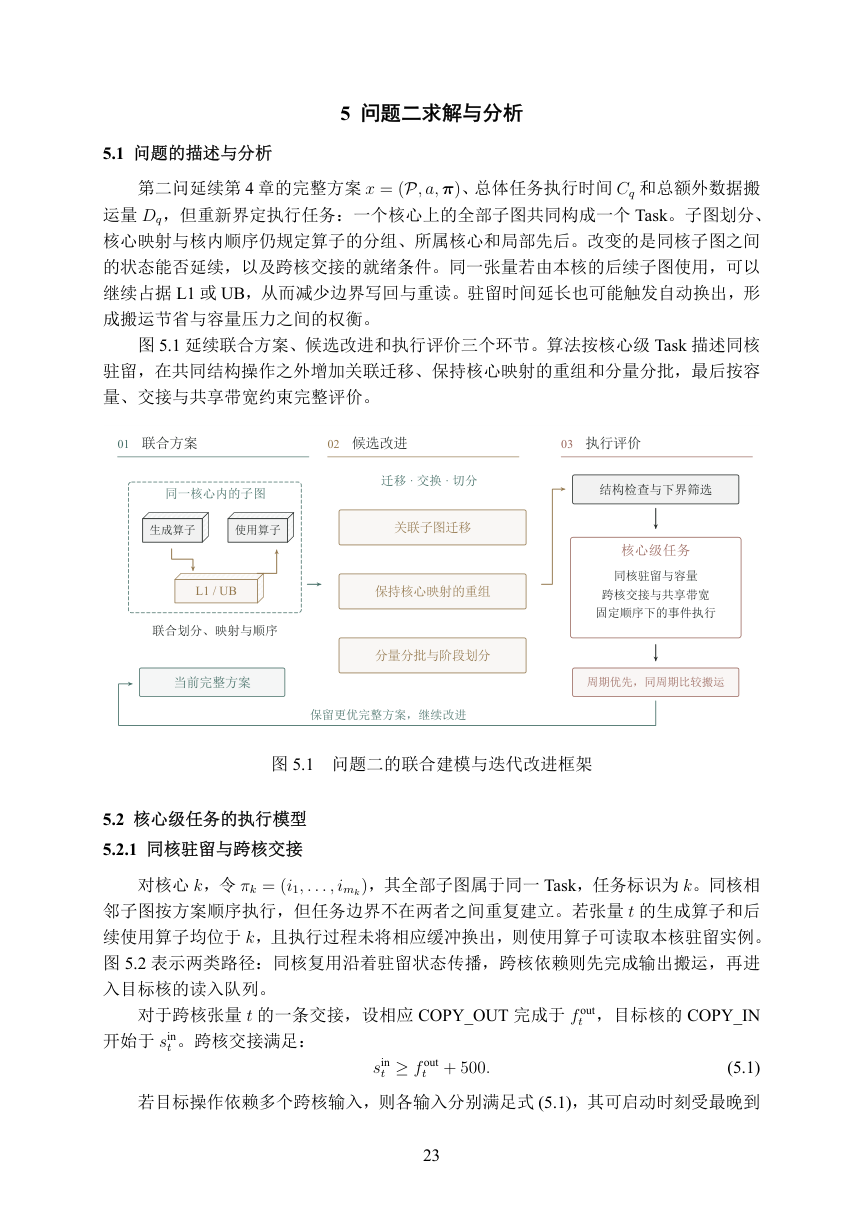 5 问题二求解与分析
5.1 问题的描述与分析
第二问延续第 4 章的完整方案 x = (𝒫, a, π)、总体任务执行时间 C_q 和总额外数据搬
运量 D_q，但重新界定执行任务：一个核心上的全部子图共同构成一个 Task。子图划分、
核心映射与核内顺序仍规定算子的分组、所属核心和局部先后。改变的是同核子图之间
的状态能否延续，以及跨核交接的就绪条件。同一张量若由本核的后续子图使用，可以
继续占据 L1 或 UB，从而减少边界写回与重读。驻留时间延长也可能触发自动换出，形
成搬运节省与容量压力之间的权衡。
图 5.1 延续联合方案、候选改进和执行评价三个环节。算法按核心级 Task 描述同核
驻留，在共同结构操作之外增加关联迁移、保持核心映射的重组和分量分批，最后按容
量、交接与共享带宽约束完整评价。
01 联合方案
同一核心内的子图
生成算子 使用算子
L1 / UB
联合划分、映射与顺序
当前完整方案
02 候选改进
迁移 · 交换 · 切分
关联子图迁移
保持核心映射的重组
分量分批与阶段划分
03 执行评价
结构检查与下界筛选
核心级任务
同核驻留与容量
跨核交接与共享带宽
固定顺序下的事件执行
周期优先，同周期比较搬运
保留更优完整方案，继续改进
图 5.1 问题二的联合建模与迭代改进框架
5.2 核心级任务的执行模型
5.2.1 同核驻留与跨核交接
对核心 k，令 π_k = (i_1, . . . , i_{m_k})，其全部子图属于同一 Task，任务标识为 k。同核相
邻子图按方案顺序执行，但任务边界不在两者之间重复建立。若张量 t 的生成算子和后
续使用算子均位于 k，且执行过程未将相应缓冲换出，则使用算子可读取本核驻留实例。
图 5.2 表示两类路径：同核复用沿着驻留状态传播，跨核依赖则先完成输出搬运，再进
入目标核的读入队列。
对于跨核张量 t 的一条交接，设相应 COPY_OUT 完成于 f_t^out，目标核的 COPY_IN
开始于 s_t^in。跨核交接满足：
s_t^in ≥ f_t^out + 500. (5.1)
若目标操作依赖多个跨核输入，则各输入分别满足式 (5.1)，其可启动时刻受最晚到
23